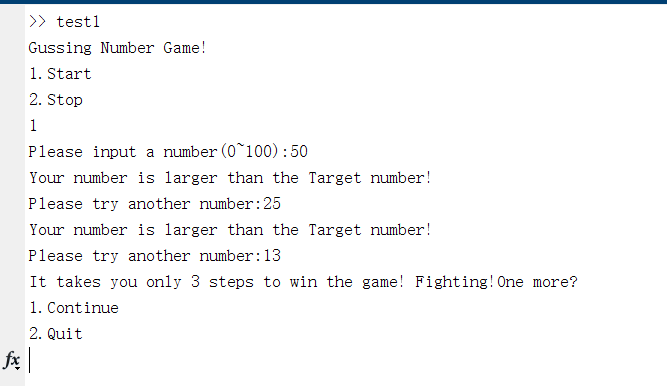 >> test1
Gussing Number Game!
1. Start
2. Stop
1
Please input a number(0~100):50
Your number is larger than the Target number!
Please try another number:25
Your number is larger than the Target number!
Please try another number:13
It takes you only 3 steps to win the game! Fighting!One more?
1. Continue
2. Quit
fx